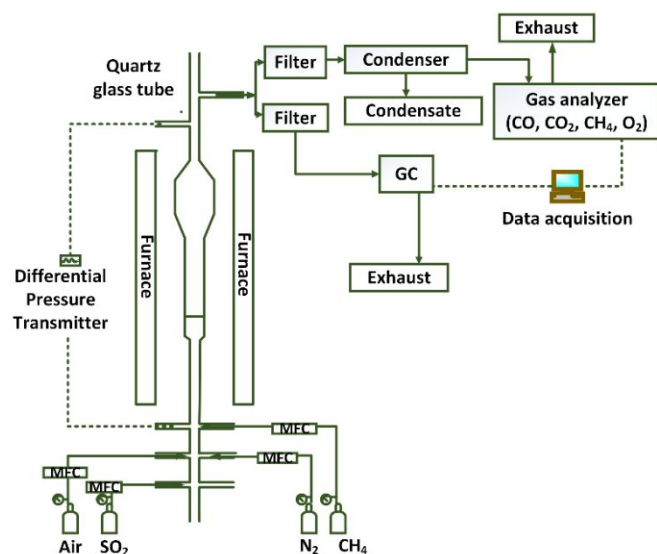 Exhaust
Quartz
glass tube
Filter
Condenser
Condensate
Filter
Gas analyzer
(CO, CO₂, CH₄, O₂)
GC
Data acquisition
Exhaust
Furnace
Furnace
Differential
Pressure
Transmitter
MFC
MFC
MFC
MFC
Air
SO₂
N₂
CH₄